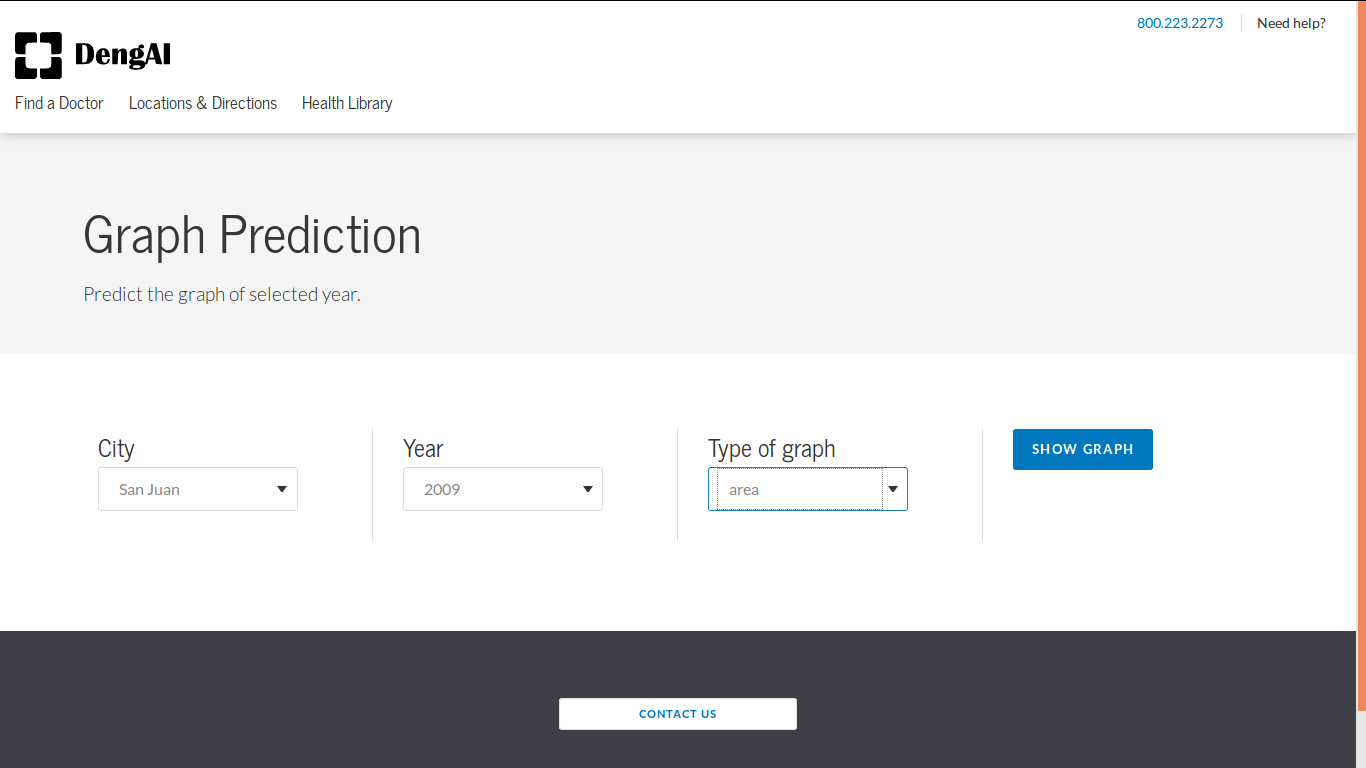 800.223.2273
Need help?
DengAI
Find a Doctor
Locations & Directions
Health Library
Graph Prediction
Predict the graph of selected year.
City
San Juan
Year
2009
Type of graph
area
SHOW GRAPH
CONTACT US